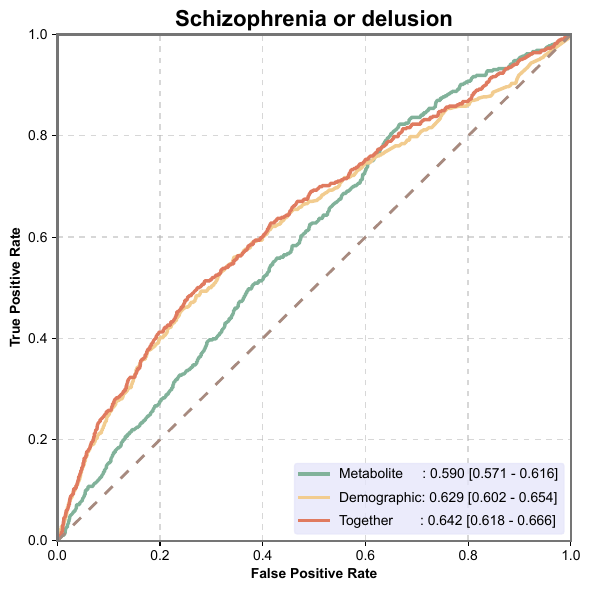 Schizophrenia or delusion
1.0
0.8
0.6
0.4
0.2
0.0
True Positive Rate
Metabolite : 0.590 [0.571 - 0.616]
Demographic: 0.629 [0.602 - 0.654]
Together : 0.642 [0.618 - 0.666]
0.0 0.2 0.4 0.6 0.8 1.0
False Positive Rate